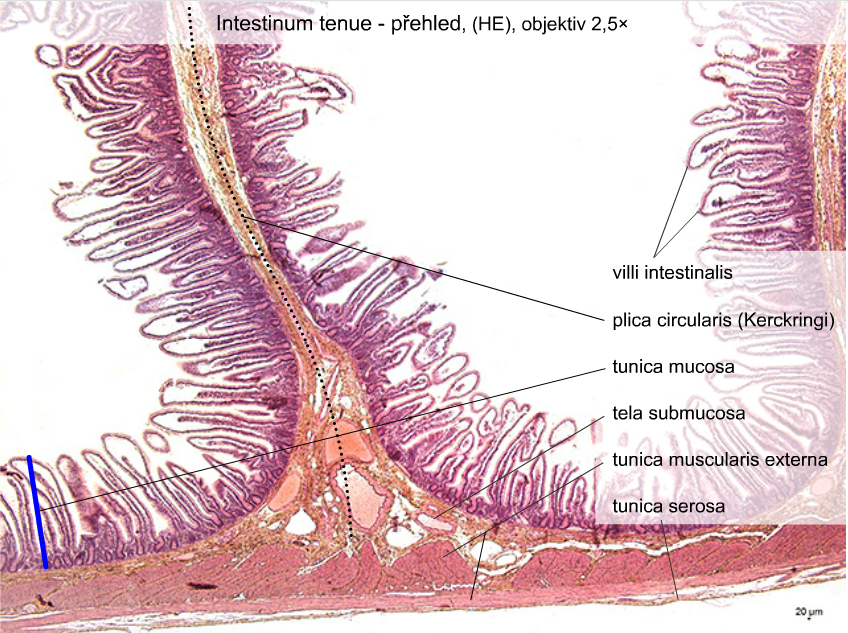 Intestinum tenue - přehled, (HE), objektiv 2,5×
villi intestinalis
plica circularis (Kerckringi)
tunica mucosa
tela submucosa
tunica muscularis externa
tunica serosa
20 µm